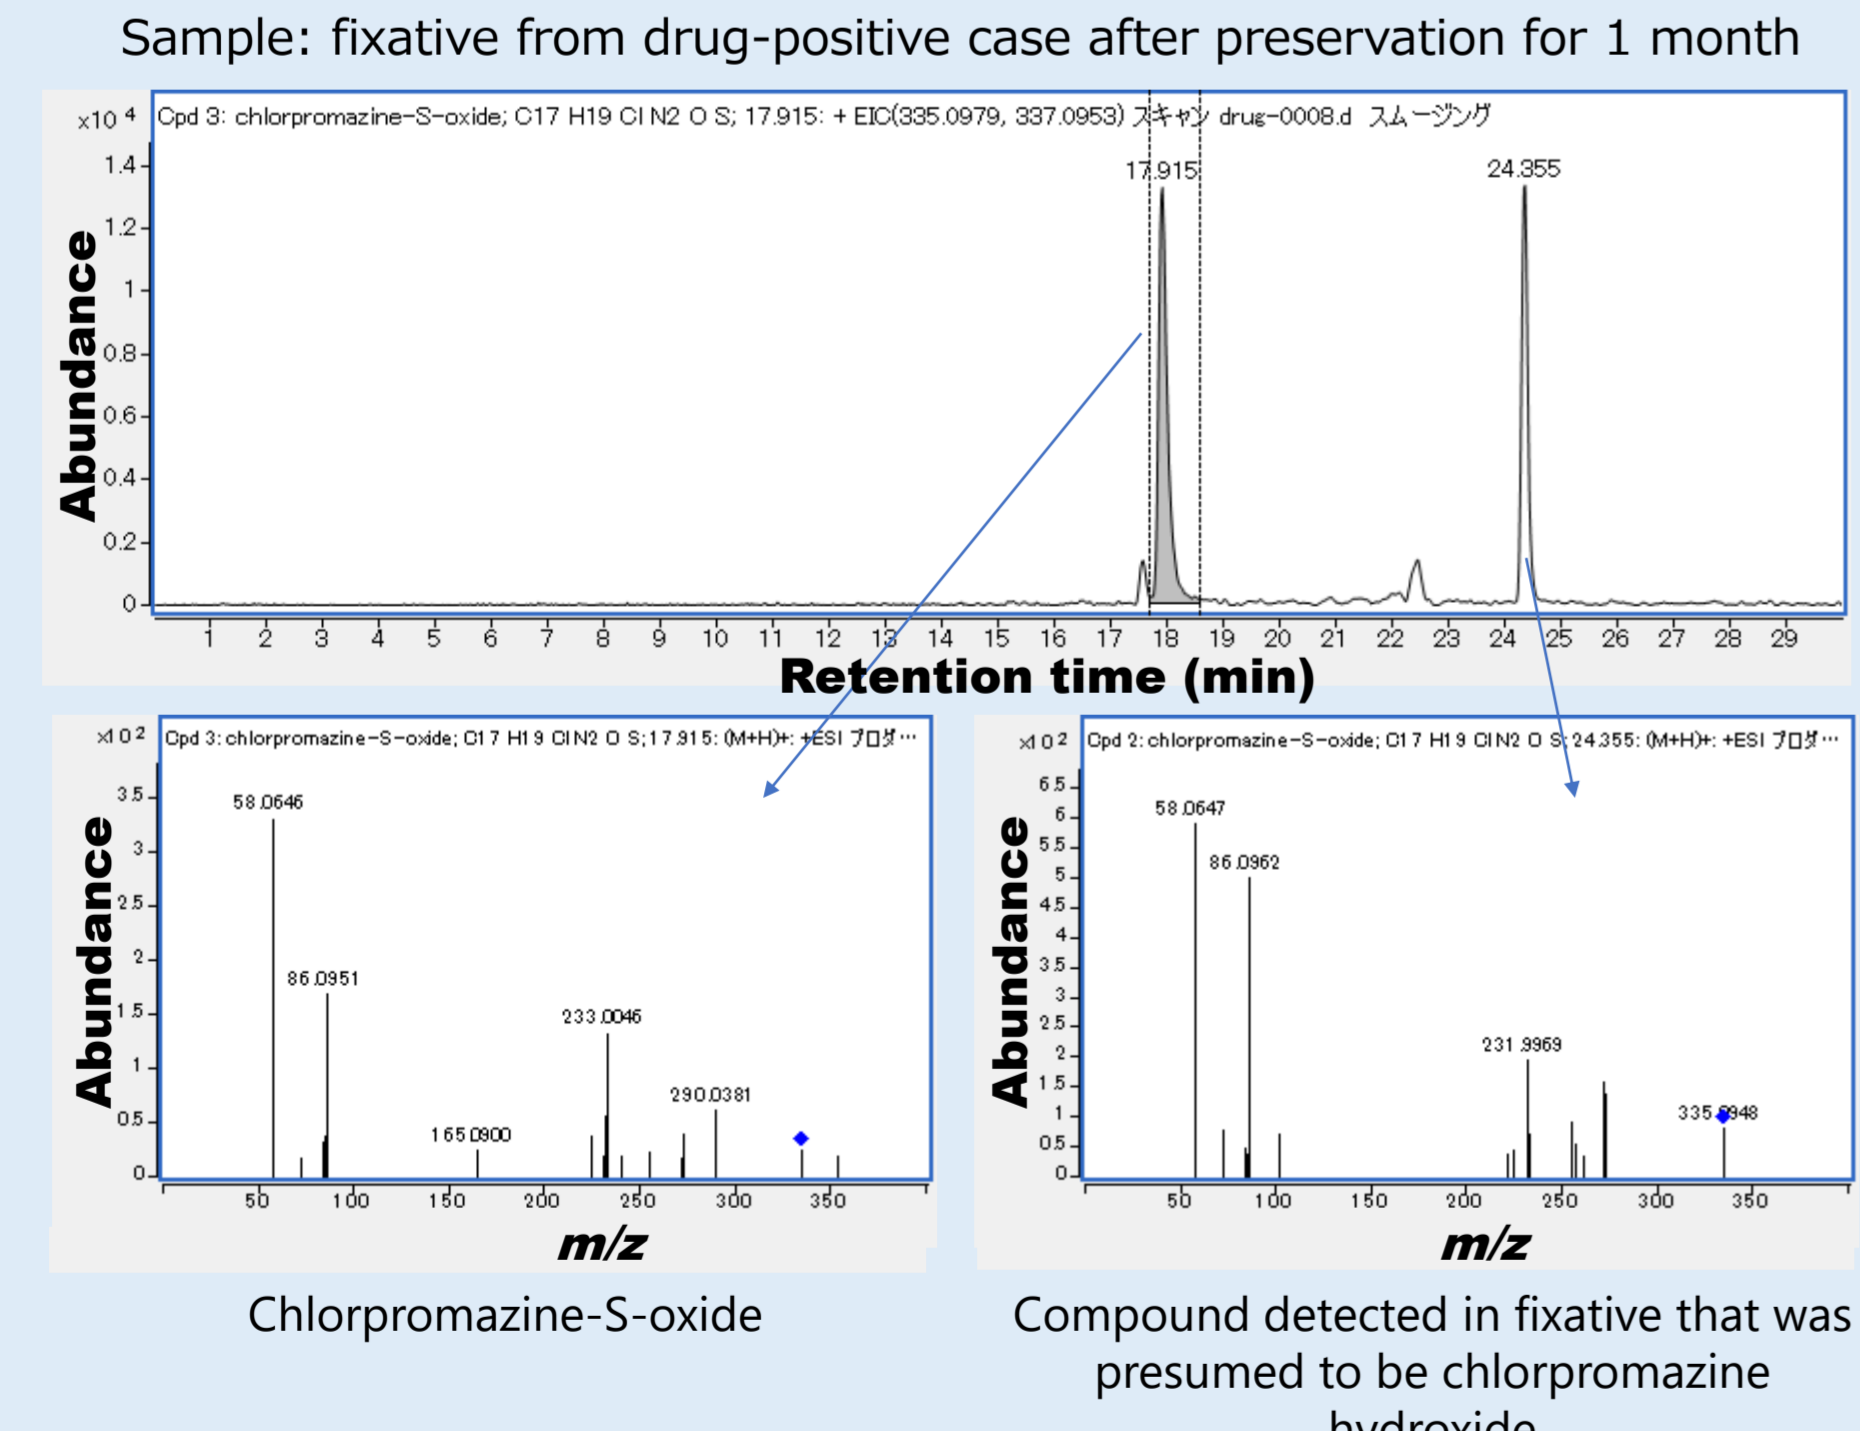 Sample: fixative from drug-positive case after preservation for 1 month
x10 4
Cpd 3: chlorpromazine-S-oxide; C17 H19 Cl N2 O S; 17.915: + EIC(335.0979, 337.0953) スキャン drug-0008.d スムージング
17.915
24.355
1.4
1.2
1
0.8
0.6
0.4
0.2
0
Abundance
1 2 3 4 5 6 7 8 9 10 11 12 13 14 15 16 17 18 19 20 21 22 23 24 25 26 27 28 29
Retention time (min)
x10 2
Cpd 3: chlorpromazine-S-oxide; C17 H19 ClN2 O S; 17.915: (M+H)+: +ESI プロダ…
3.5
3
2.5
2
1.5
1
0.5
0
Abundance
58.0646
86.0951
165.0900
233.0046
290.0381
50 100 150 200 250 300 350
m/z
Chlorpromazine-S-oxide
x10 2
Cpd 2: chlorpromazine-S-oxide; C17 H19 ClN2 O S; 24.355: (M+H)+: +ESI プロダ…
6.5
6
5.5
5
4.5
4
3.5
3
2.5
2
1.5
1
0.5
0
Abundance
58.0647
86.0962
231.9969
50 100 150 200 250 300 350
m/z
Compound detected in fixative that was
presumed to be chlorpromazine
hydroxide